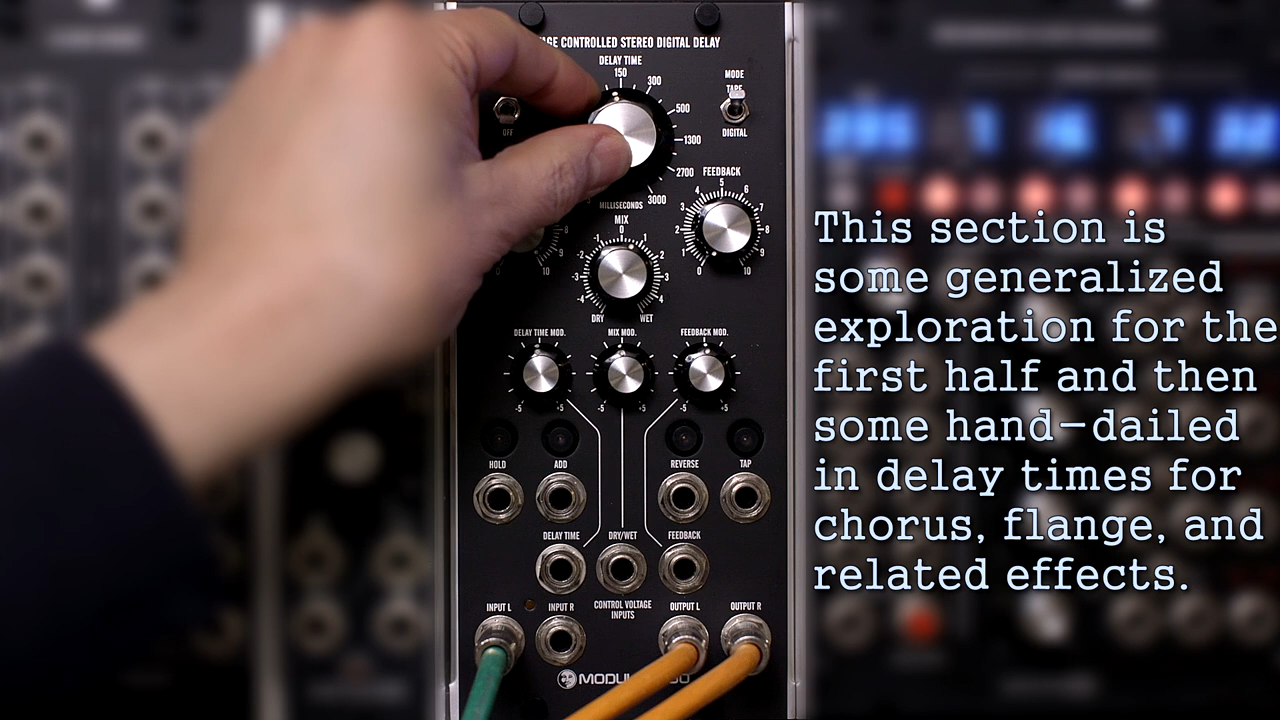 CONTROLLED STEREO DIGITAL DELAY
DELAY TIME
150
300
500
1300
2700
3000
MILLISECONDS
MODE
TAPE
DIGITAL
OFF
FEEDBACK
0 3 4 5 6 7 8 9 10
MIX
4 3 2 1 0 1 2 3 4
DRY WET
DELAY TIME MOD. MIX MOD. FEEDBACK MOD.
-5 +5 -5 +5 -5 +5
HOLD ADD REVERSE TAP
DELAY TIME DRY/WET FEEDBACK
CONTROL VOLTAGE
INPUTS
INPUT L INPUT R OUTPUT L OUTPUT R
This section is
some generalized
exploration for the
first half and then
some hand-dailed
in delay times for
chorus, flange, and
related effects.